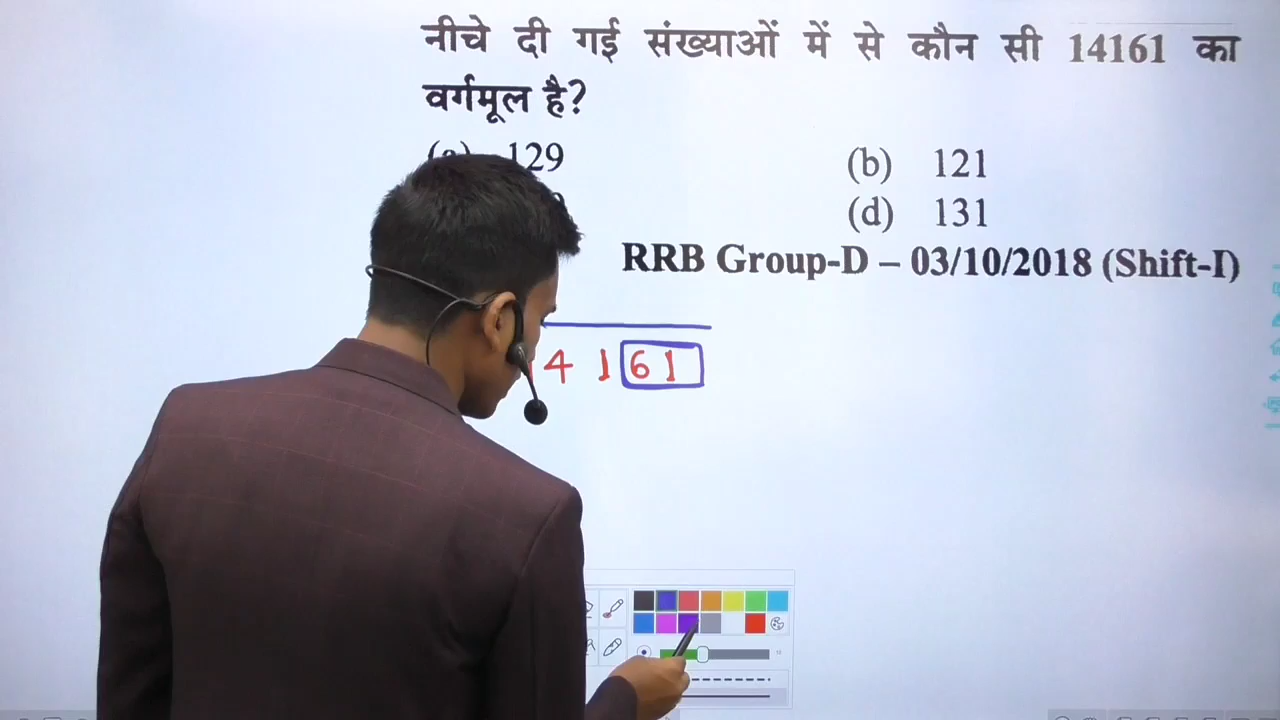 नीचे दी गई संख्याओं में से कौन सी 14161 का
वर्गमूल है?
129
(b) 121
(d) 131
RRB Group-D – 03/10/2018 (Shift-I)
4 1 6 1